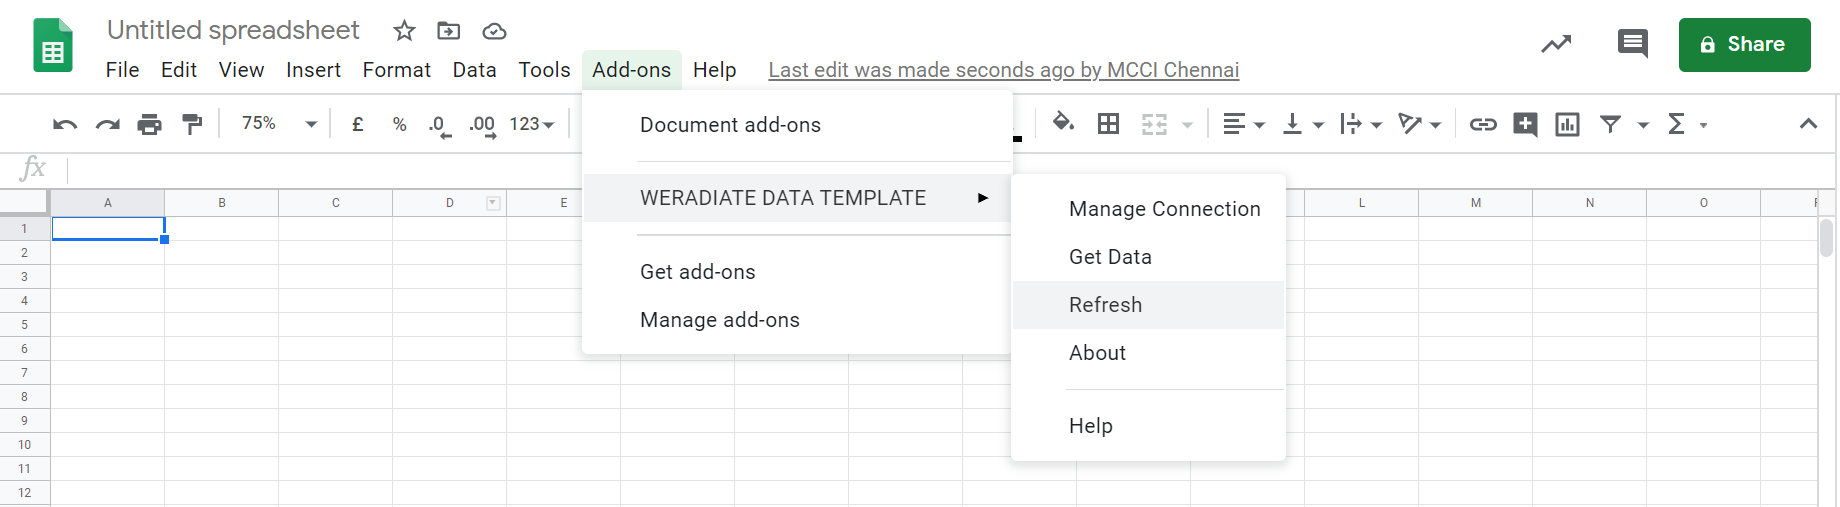 Untitled spreadsheet
File Edit View Insert Format Data Tools Add-ons Help Last edit was made seconds ago by MCCI Chennai
Share
75% £ % .0 .00 123
fx
Document add-ons
WERADIATE DATA TEMPLATE
Get add-ons
Manage add-ons
Manage Connection
Get Data
Refresh
About
Help
A B C D E L M N O
1
2
3
4
5
6
7
8
9
10
11
12